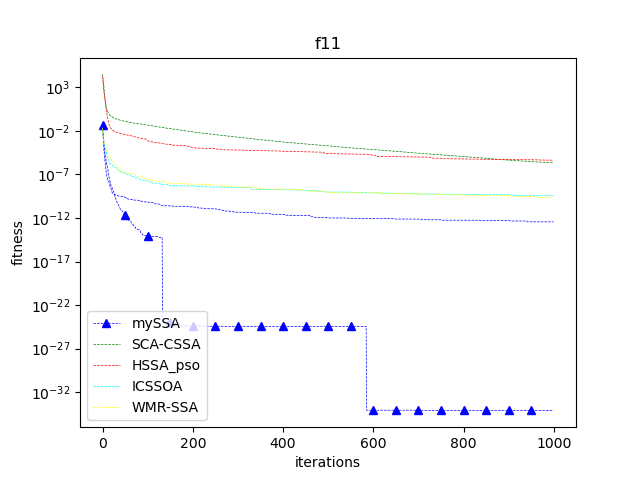 f11
fitness
10^3
10^-2
10^-7
10^-12
10^-17
10^-22
10^-27
10^-32
mySSA
SCA-CSSA
HSSA_pso
ICSSOA
WMR-SSA
0 200 400 600 800 1000
iterations